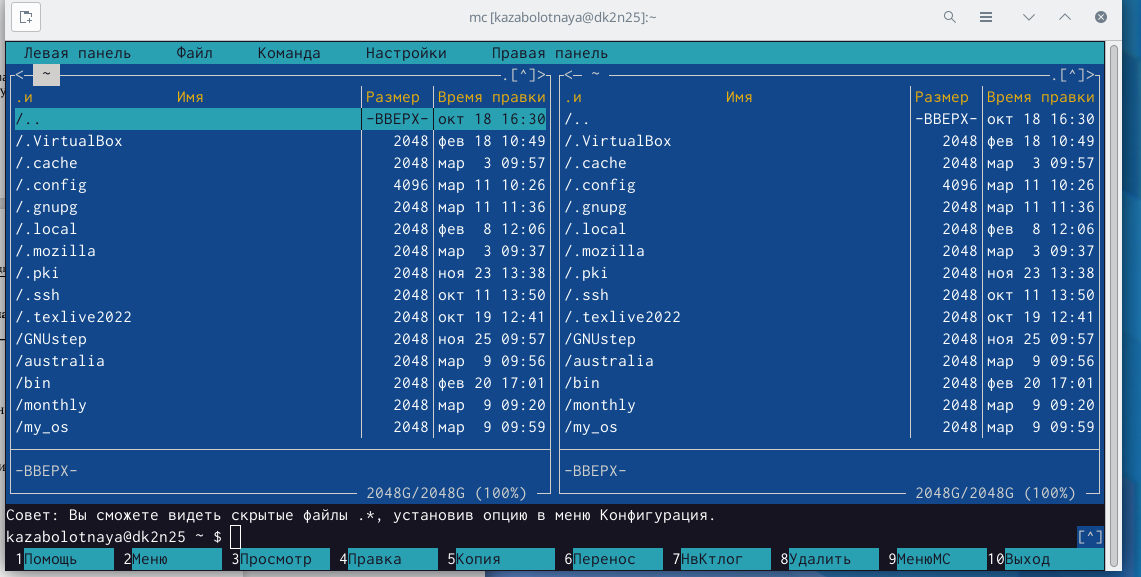 mc [kazabolotnaya@dk2n25]:~
Левая панель Файл Команда Настройки Правая панель
<─ ~ ─.[^]>┐ <─ ~ ─.[^]>┐
.и Имя Размер Время правки .и Имя Размер Время правки
/.. -ВВЕРХ- окт 18 16:30 /.. -ВВЕРХ- окт 18 16:30
/.VirtualBox 2048 фев 18 10:49 /.VirtualBox 2048 фев 18 10:49
/.cache 2048 мар 3 09:57 /.cache 2048 мар 3 09:57
/.config 4096 мар 11 10:26 /.config 4096 мар 11 10:26
/.gnupg 2048 мар 11 11:36 /.gnupg 2048 мар 11 11:36
/.local 2048 фев 8 12:06 /.local 2048 фев 8 12:06
/.mozilla 2048 мар 3 09:37 /.mozilla 2048 мар 3 09:37
/.pki 2048 ноя 23 13:38 /.pki 2048 ноя 23 13:38
/.ssh 2048 окт 11 13:50 /.ssh 2048 окт 11 13:50
/.texlive2022 2048 окт 19 12:41 /.texlive2022 2048 окт 19 12:41
/GNUstep 2048 ноя 25 09:57 /GNUstep 2048 ноя 25 09:57
/australia 2048 мар 9 09:56 /australia 2048 мар 9 09:56
/bin 2048 фев 20 17:01 /bin 2048 фев 20 17:01
/monthly 2048 мар 9 09:20 /monthly 2048 мар 9 09:20
/my_os 2048 мар 9 09:59 /my_os 2048 мар 9 09:59
-ВВЕРХ- -ВВЕРХ-
2048G/2048G (100%) 2048G/2048G (100%)
Совет: Вы сможете видеть скрытые файлы .*, установив опцию в меню Конфигурация.
kazabolotnaya@dk2n25 ~ $ [^]
1Помощь 2Меню 3Просмотр 4Правка 5Копия 6Перенос 7НвКтлог 8Удалить 9МенюМС 10Выход